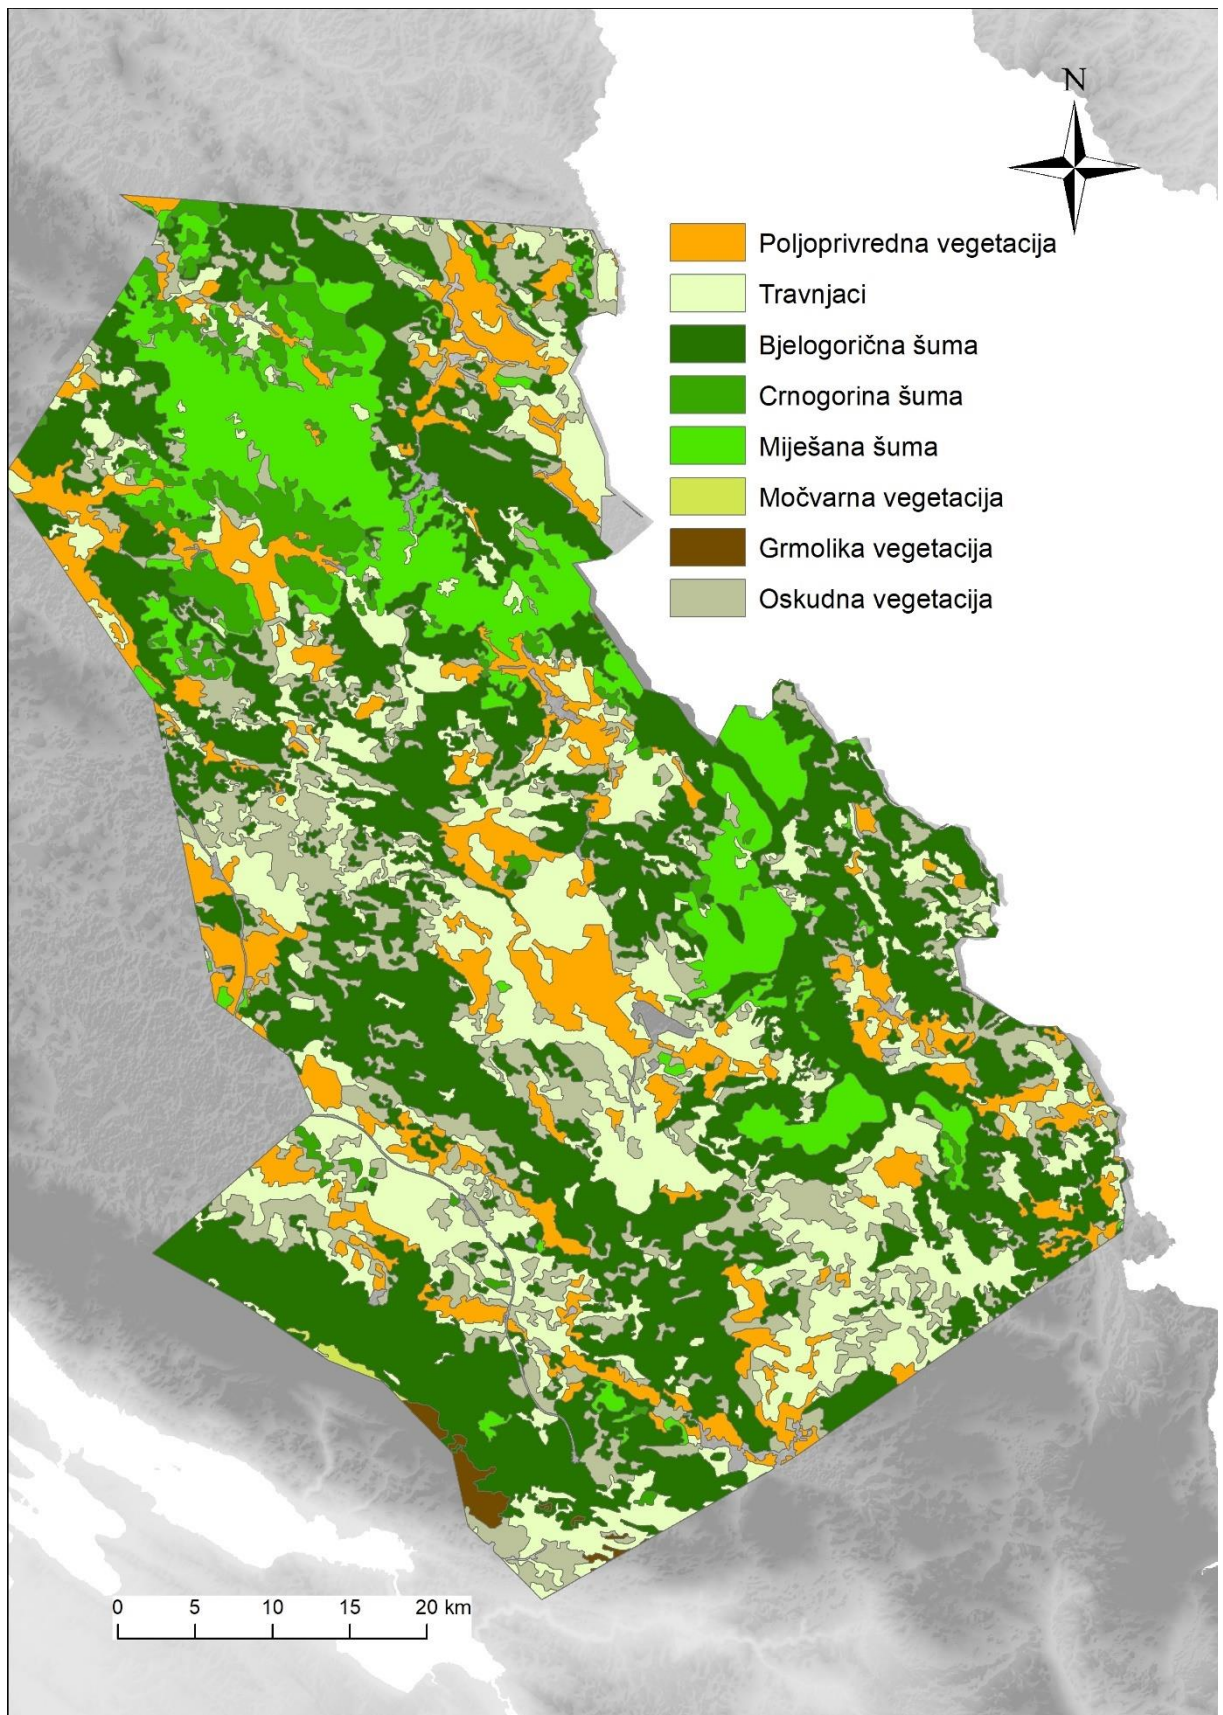 N
Poljoprivredna vegetacija
Travnjaci
Bjelogorična šuma
Crnogorina šuma
Miješana šuma
Močvarna vegetacija
Grmolika vegetacija
Oskudna vegetacija
0 5 10 15 20 km